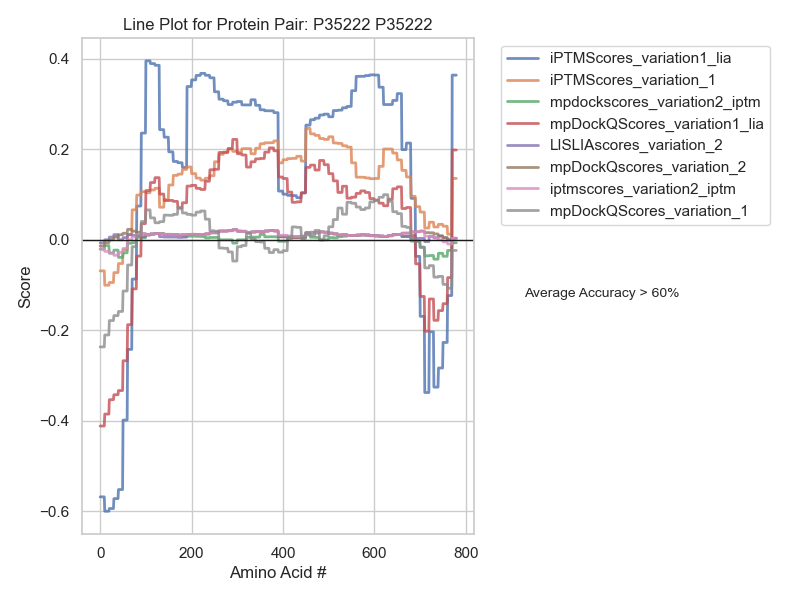 Line Plot for Protein Pair: P35222 P35222
0.4
0.2
0.0
−0.2
−0.4
−0.6
Score
0
200
400
600
800
Amino Acid #
iPTMScores_variation1_lia
iPTMScores_variation_1
mpdockscores_variation2_iptm
mpDockQScores_variation1_lia
LISLIAscores_variation_2
mpDockQscores_variation_2
iptmscores_variation2_iptm
mpDockQScores_variation_1
Average Accuracy > 60%